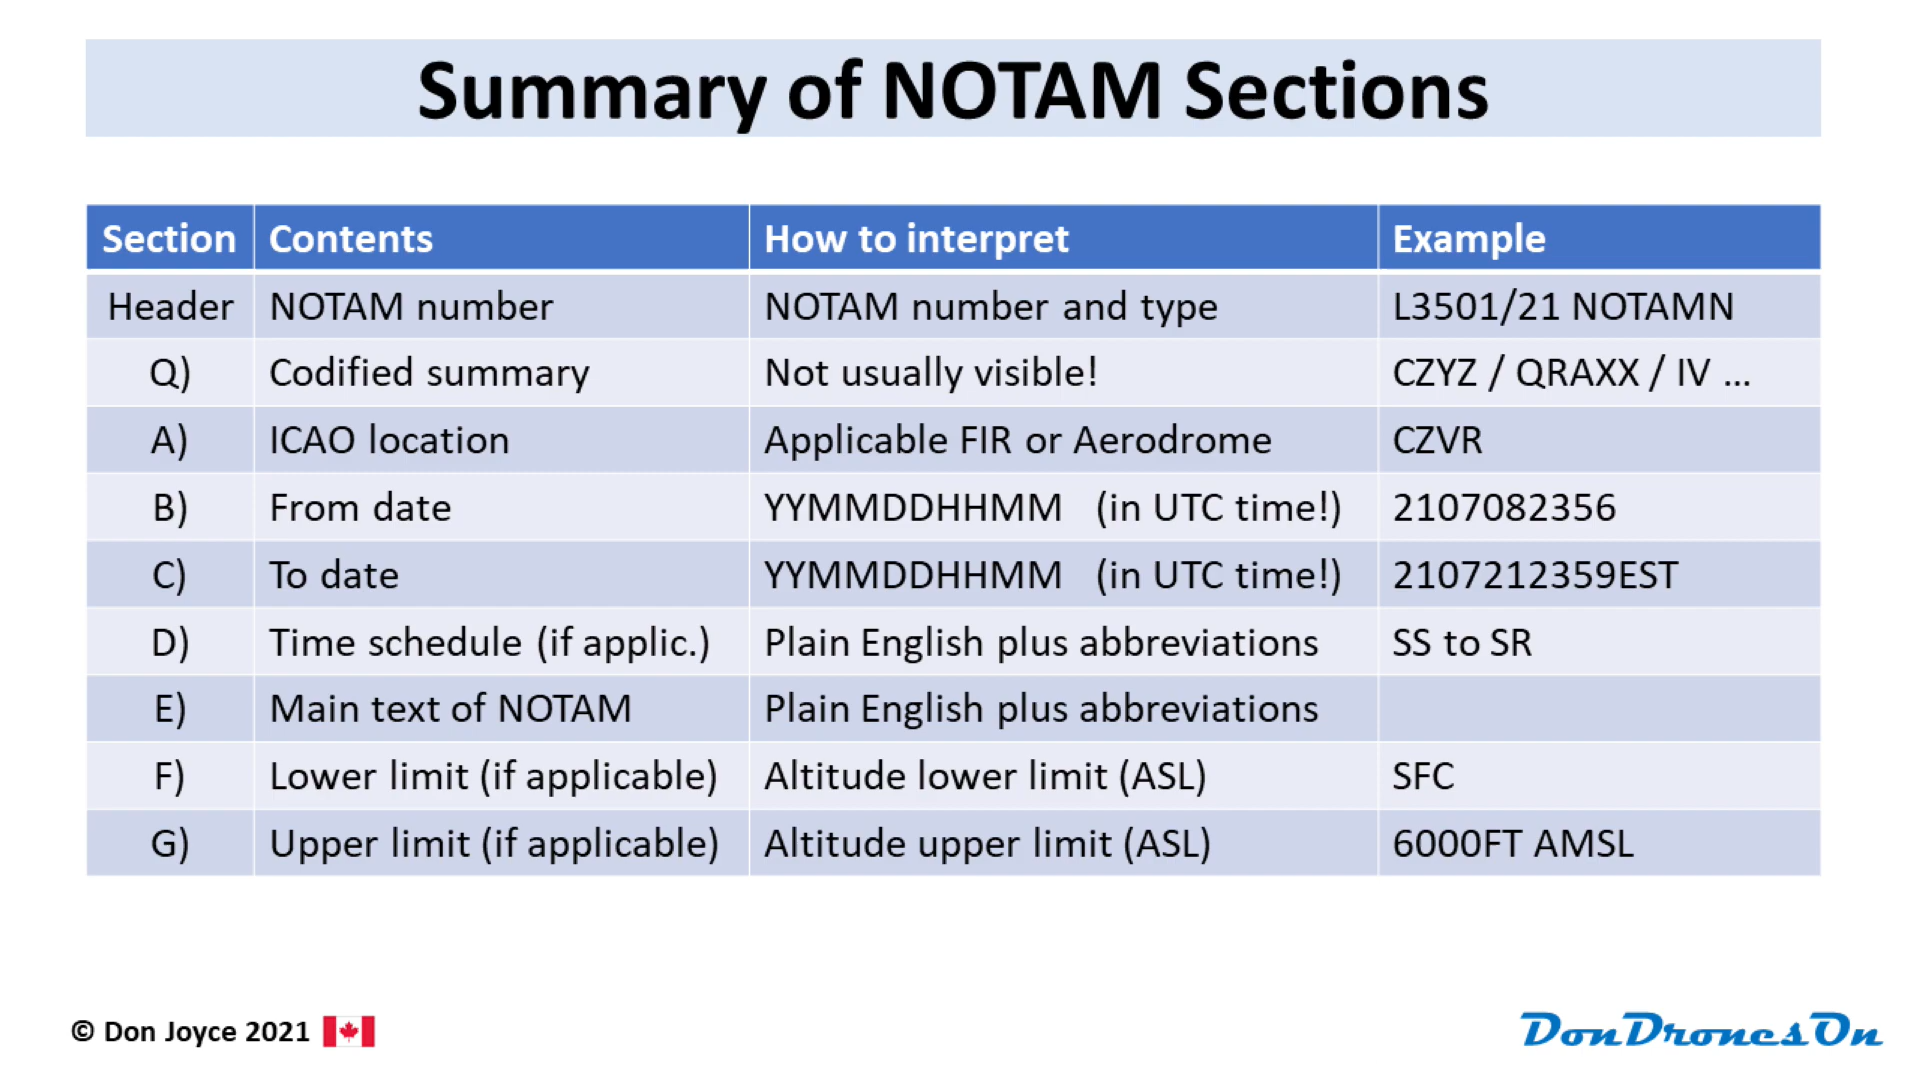 Summary of NOTAM Sections
Section Contents How to interpret Example
Header NOTAM number NOTAM number and type L3501/21 NOTAMN
Q) Codified summary Not usually visible! CZYZ / QRAXX / IV ...
A) ICAO location Applicable FIR or Aerodrome CZVR
B) From date YYMMDDHHMM (in UTC time!) 2107082356
C) To date YYMMDDHHMM (in UTC time!) 2107212359EST
D) Time schedule (if applic.) Plain English plus abbreviations SS to SR
E) Main text of NOTAM Plain English plus abbreviations
F) Lower limit (if applicable) Altitude lower limit (ASL) SFC
G) Upper limit (if applicable) Altitude upper limit (ASL) 6000FT AMSL
© Don Joyce 2021
DonDronesOn